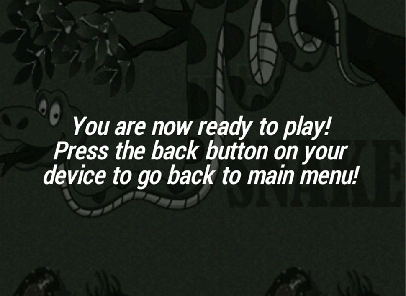 You are now ready to play!
Press the back button on your
device to go back to main menu!
SNAKE